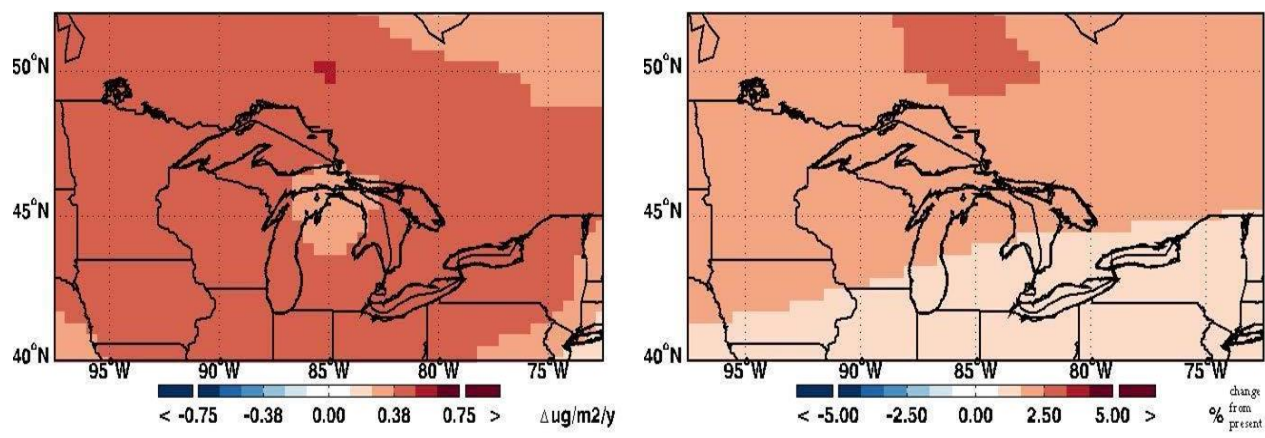 50°N
45°N
40°N
95°W 90°W 85°W 80°W 75°W
< -0.75 -0.38 0.00 0.38 0.75 > Δug/m2/y
50°N
45°N
40°N
95°W 90°W 85°W 80°W 75°W
< -5.00 -2.50 0.00 2.50 5.00 > % change from present